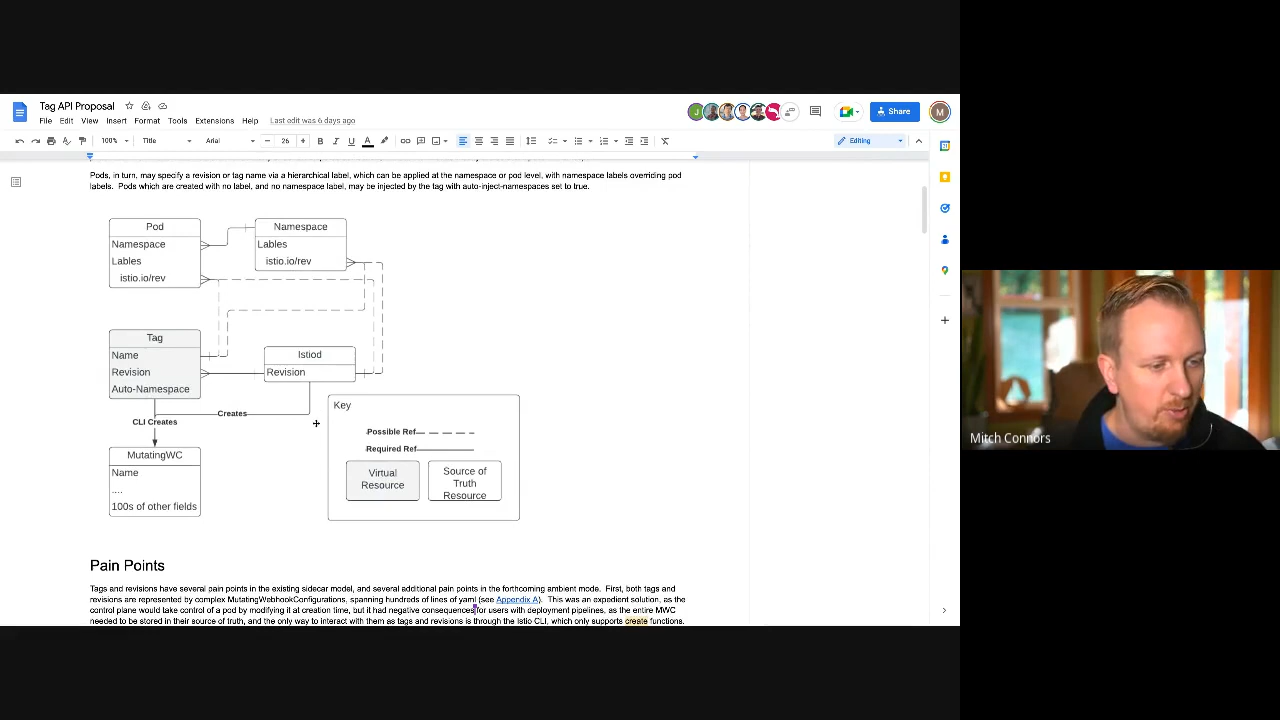 Tag API Proposal
File Edit View Insert Tools Extensions Help
Last edit was 6 days ago
J
M
Share
100% Title Arial 26
Editing
Pods, in turn, may specify a revision or tag name via a hierarchical label, which can be applied at the namespace or pod level, with namespace labels overriding pod
labels. Pods which are created with no label, and no namespace label, may be injected by the tag with auto-inject-namespaces set to true.
Pod
Namespace
Lables
istio.io/rev
Namespace
Lables
istio.io/rev
Tag
Name
Revision
Auto-Namespace
Istiod
Revision
Creates
CLI Creates
MutatingWC
Name
....
100s of other fields
Key
Possible Ref
Required Ref
Virtual
Resource
Source of
Truth
Resource
Pain Points
Tags and revisions have several pain points in the existing sidecar model, and several additional pain points in the forthcoming ambient mode. First, both tags and
revisions are represented by complex MutatingWebhookConfigurations, spanning hundreds of lines of yaml (see Appendix A). This was an expedient solution, as the
control plane would take control of a pod by modifying it at creation time, but it had negative consequences for users with deployment pipelines, as the entire MWC
needed to be stored in their source of truth, and the only way to interact with them as tags and revisions is through the Istio CLI, which only supports create functions.
Mitch Connors